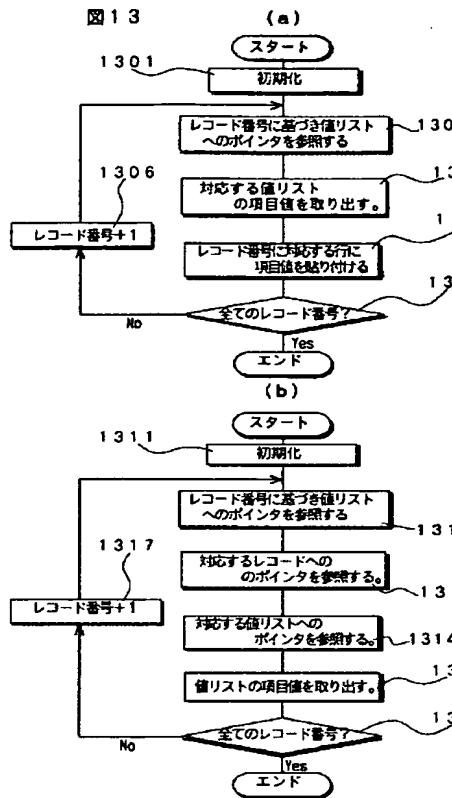 図13
(a)
スタート
1301
初期化
レコード番号に基づき値リスト
へのポインタを参照する
130
対応する値リスト
の項目値を取り出す。
13
1306
レコード番号+1
レコード番号に対応する行に
項目値を貼り付ける
1
全てのレコード番号?
13
No
Yes
エンド
(b)
スタート
1311
初期化
レコード番号に基づき値リスト
へのポインタを参照する
131
1317
対応するレコードへの
のポインタを参照する。
13
レコード番号+1
対応する値リストへの
ポインタを参照する。
1314
値リストの項目値を取り出す。
13
全てのレコード番号?
13
No
Yes
エンド